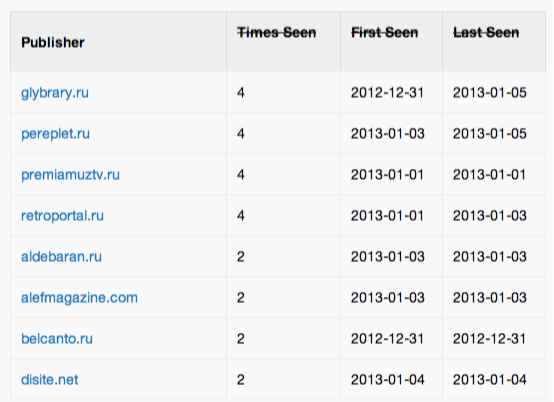 Publisher Times Seen First Seen Last Seen
glybrary.ru 4 2012-12-31 2013-01-05
pereplet.ru 4 2013-01-03 2013-01-05
premiamuztv.ru 4 2013-01-01 2013-01-01
retroportal.ru 4 2013-01-01 2013-01-03
aldebaran.ru 2 2013-01-03 2013-01-03
alefmagazine.com 2 2013-01-03 2013-01-03
belcanto.ru 2 2012-12-31 2012-12-31
disite.net 2 2013-01-04 2013-01-04